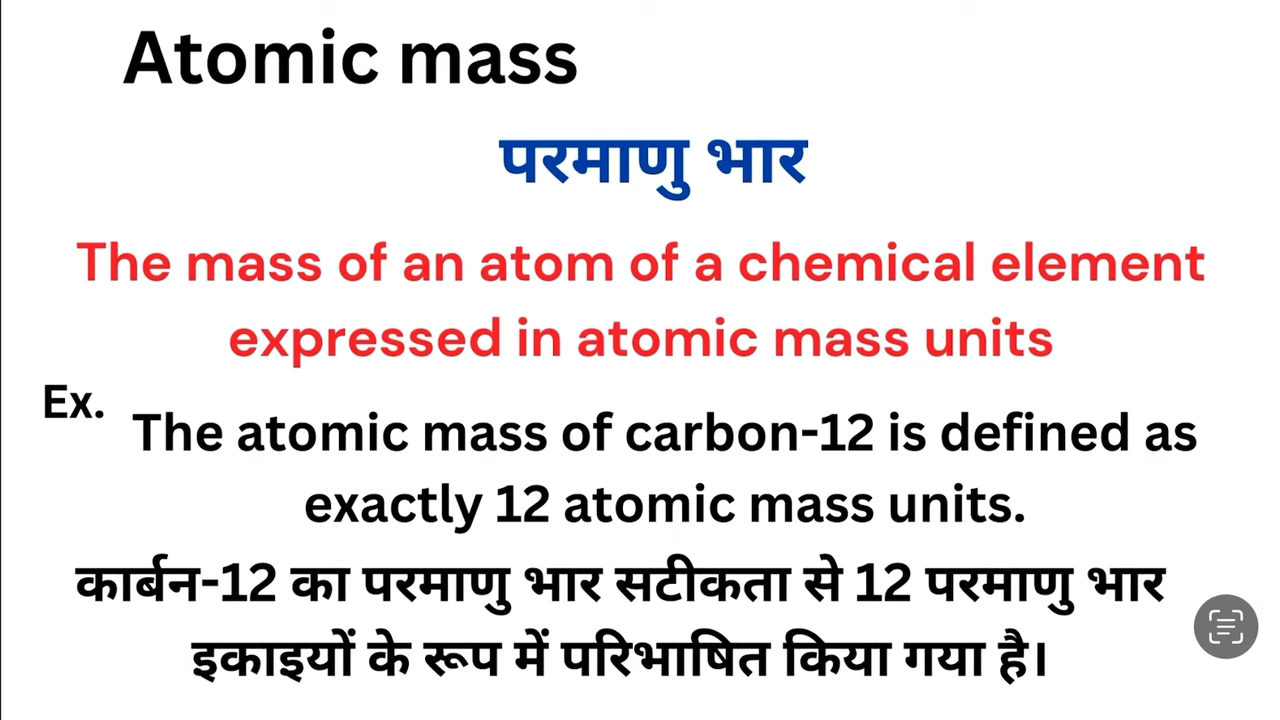 Atomic mass
परमाणु भार
The mass of an atom of a chemical element
expressed in atomic mass units
Ex.
The atomic mass of carbon-12 is defined as
exactly 12 atomic mass units.
कार्बन-12 का परमाणु भार सटीकता से 12 परमाणु भार
इकाइयों के रूप में परिभाषित किया गया है।